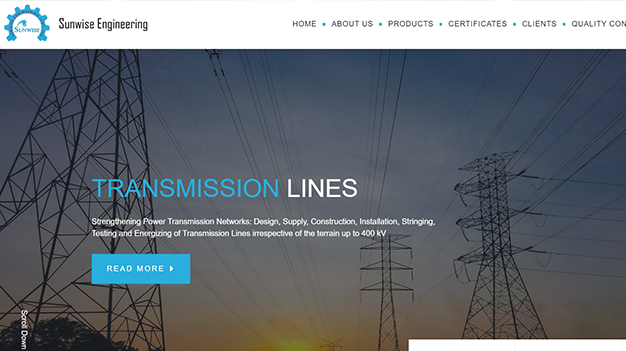 SUNWISE
Sunwise Engineering
HOME ABOUT US PRODUCTS CERTIFICATES CLIENTS QUALITY CON
TRANSMISSION LINES
Strengthening Power Transmission Networks: Design, Supply, Construction, Installation, Stringing,
Testing and Energizing of Transmission Lines irrespective of the terrain up to 400 kV
READ MORE
Scroll Down